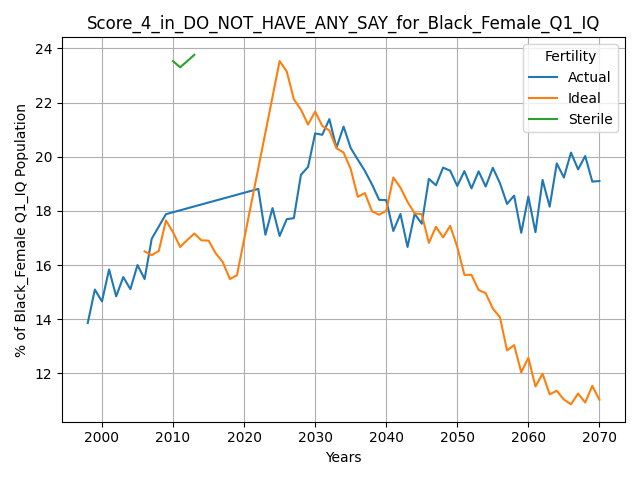 Score_4_in_DO_NOT_HAVE_ANY_SAY_for_Black_Female_Q1_IQ
Fertility
Actual
Ideal
Sterile
% of Black_Female Q1_IQ Population
24
22
20
18
16
14
12
2000 2010 2020 2030 2040 2050 2060 2070
Years